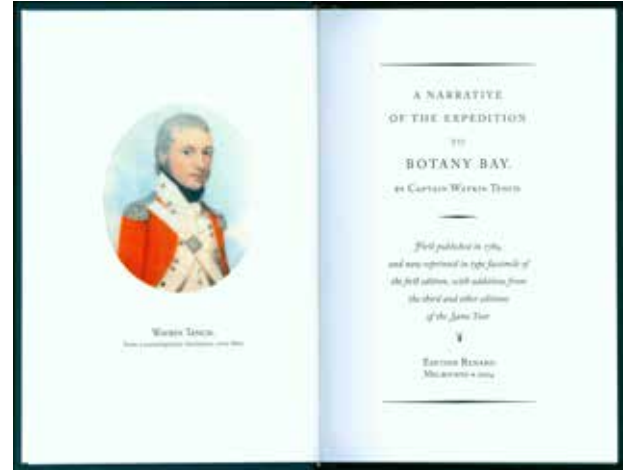 WATKIN TENCH.
A NARRATIVE
OF THE EXPEDITION
TO
BOTANY BAY.
BY CAPTAIN WATKIN TENCH
First published in 1789,
and now reprinted in type facsimile of
the first edition, with additions from
the third and other editions
of the Same Year
EDITIONS RENARD
MELBOURNE • 2004